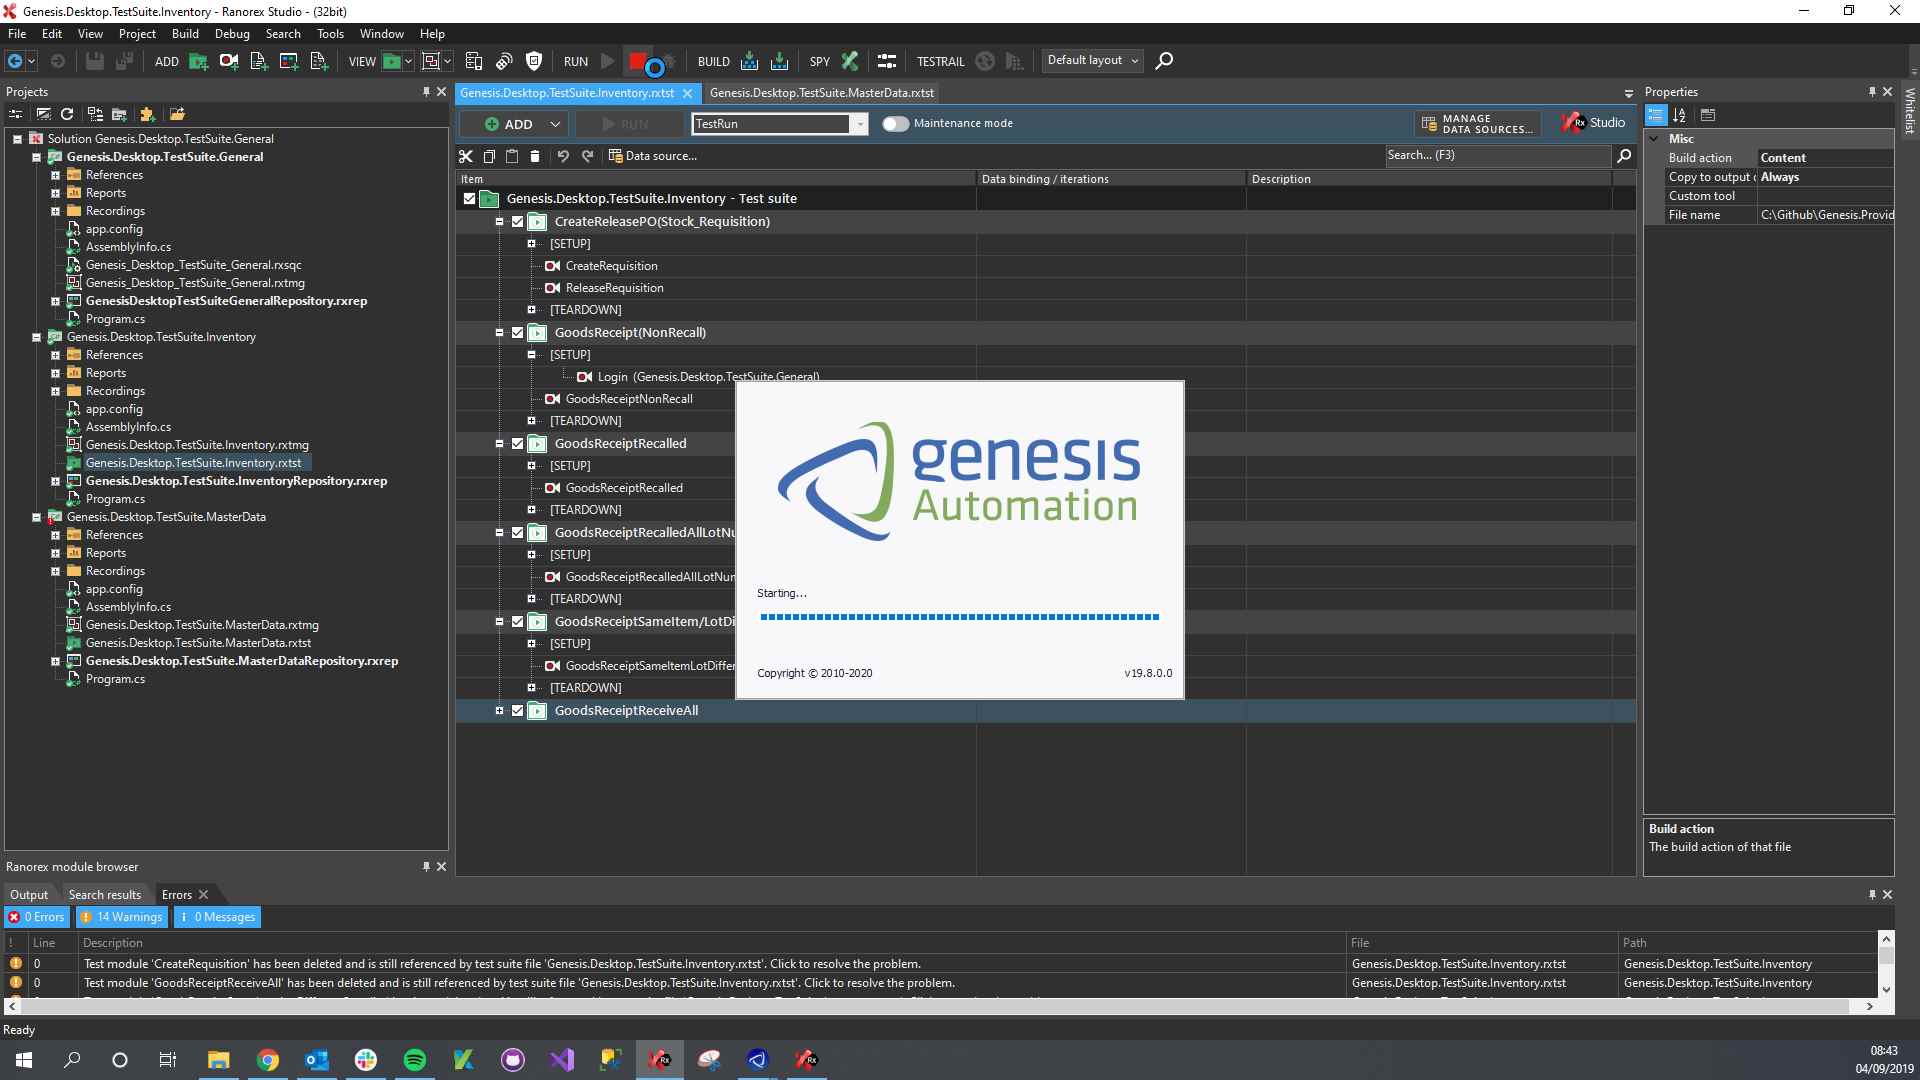 Genesis.Desktop.TestSuite.Inventory - Ranorex Studio - (32bit)
File Edit View Project Build Debug Search Tools Window Help
ADD VIEW RUN BUILD SPY TESTRAIL Default layout
Projects
Solution Genesis.Desktop.TestSuite.General
Genesis.Desktop.TestSuite.General
References
Reports
Recordings
app.config
AssemblyInfo.cs
Genesis_Desktop_TestSuite_General.rxsqc
Genesis_Desktop_TestSuite_General.rxtmg
GenesisDesktopTestSuiteGeneralRepository.rxrep
Program.cs
Genesis.Desktop.TestSuite.Inventory
References
Reports
Recordings
app.config
AssemblyInfo.cs
Genesis.Desktop.TestSuite.Inventory.rxtmg
Genesis.Desktop.TestSuite.Inventory.rxtst
Genesis.Desktop.TestSuite.InventoryRepository.rxrep
Program.cs
Genesis.Desktop.TestSuite.MasterData
References
Reports
Recordings
app.config
AssemblyInfo.cs
Genesis.Desktop.TestSuite.MasterData.rxtmg
Genesis.Desktop.TestSuite.MasterData.rxtst
Genesis.Desktop.TestSuite.MasterDataRepository.rxrep
Program.cs
Ranorex module browser
Genesis.Desktop.TestSuite.Inventory.rxtst Genesis.Desktop.TestSuite.MasterData.rxtst
ADD RUN TestRun Maintenance mode MANAGE DATA SOURCES... Rx Studio
Data source... Search... (F3)
Item Data binding / iterations Description
Genesis.Desktop.TestSuite.Inventory - Test suite
CreateReleasePO(Stock_Requisition)
[SETUP]
CreateRequisition
ReleaseRequisition
[TEARDOWN]
GoodsReceipt(NonRecall)
[SETUP]
Login (Genesis.Desktop.TestSuite.General)
GoodsReceiptNonRecall
[TEARDOWN]
GoodsReceiptRecalled
[SETUP]
GoodsReceiptRecalled
[TEARDOWN]
GoodsReceiptRecalledAllLotNu
[SETUP]
GoodsReceiptRecalledAllLotNum
[TEARDOWN]
GoodsReceiptSameItem/LotDi
[SETUP]
GoodsReceiptSameItemLotDiffer
[TEARDOWN]
GoodsReceiptReceiveAll
genesis
Automation
Starting...
Copyright © 2010-2020 v19.8.0.0
Properties
Misc
Build action Content
Copy to output c Always
Custom tool
File name C:\Github\Genesis.Provid
Build action
The build action of that file
Whitelist
Output Search results Errors
0 Errors 14 Warnings 0 Messages
! Line Description File Path
0 Test module 'CreateRequisition' has been deleted and is still referenced by test suite file 'Genesis.Desktop.TestSuite.Inventory.rxtst'. Click to resolve the problem. Genesis.Desktop.TestSuite.Inventory.rxtst Genesis.Desktop.TestSuite.Inventory
0 Test module 'GoodsReceiptReceiveAll' has been deleted and is still referenced by test suite file 'Genesis.Desktop.TestSuite.Inventory.rxtst'. Click to resolve the problem. Genesis.Desktop.TestSuite.Inventory.rxtst Genesis.Desktop.TestSuite.Inventory
Ready
08:43
04/09/2019